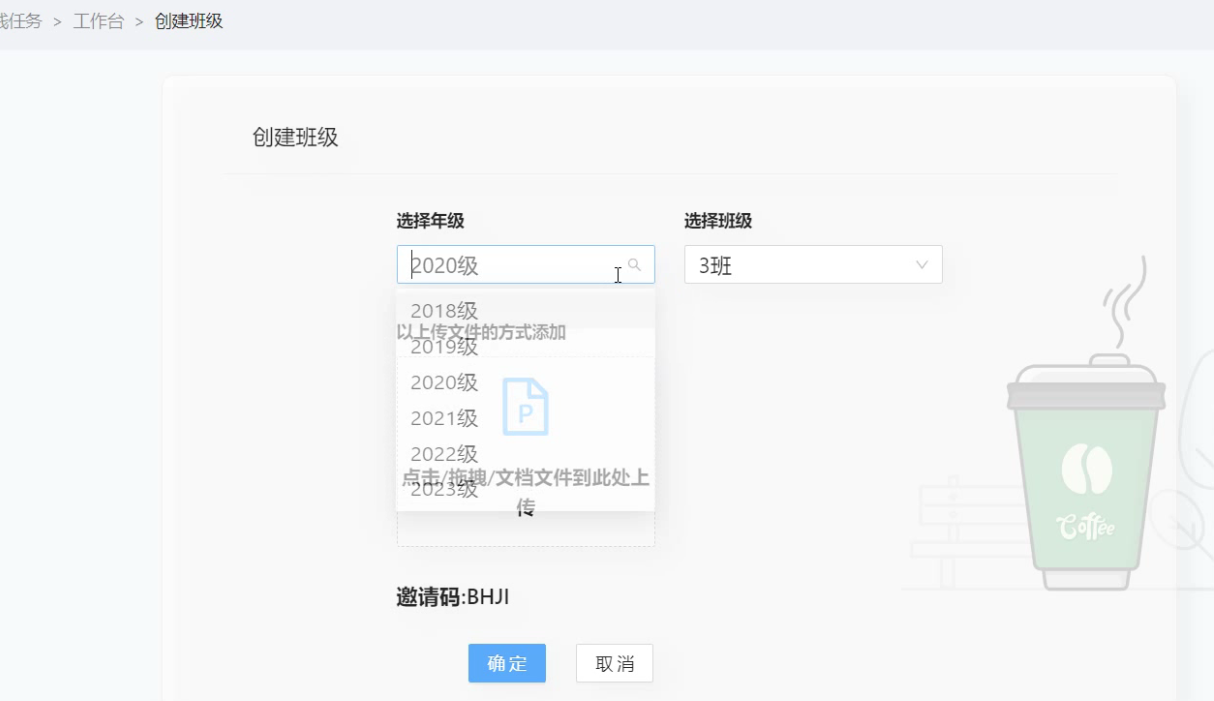 线任务 > 工作台 > 创建班级
创建班级
选择年级
选择班级
2020级
3班
2018级
以上传文件的方式添加
2019级
2020级
P
2021级
2022级
点击/拖拽/文档文件到此处上
2023级
传
Coffee
邀请码:BHJI
确定
取消